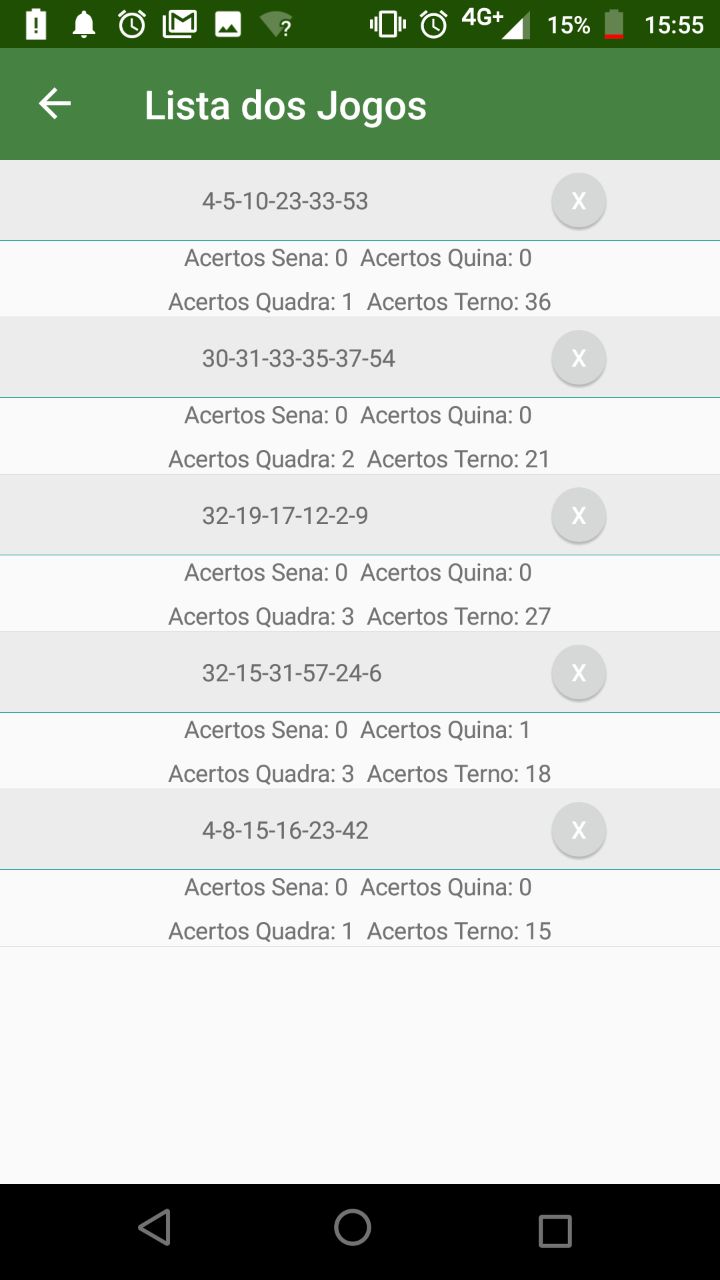 4G+ 15% 15:55
Lista dos Jogos
4-5-10-23-33-53 X
Acertos Sena: 0 Acertos Quina: 0
Acertos Quadra: 1 Acertos Terno: 36
30-31-33-35-37-54 X
Acertos Sena: 0 Acertos Quina: 0
Acertos Quadra: 2 Acertos Terno: 21
32-19-17-12-2-9 X
Acertos Sena: 0 Acertos Quina: 0
Acertos Quadra: 3 Acertos Terno: 27
32-15-31-57-24-6 X
Acertos Sena: 0 Acertos Quina: 1
Acertos Quadra: 3 Acertos Terno: 18
4-8-15-16-23-42 X
Acertos Sena: 0 Acertos Quina: 0
Acertos Quadra: 1 Acertos Terno: 15